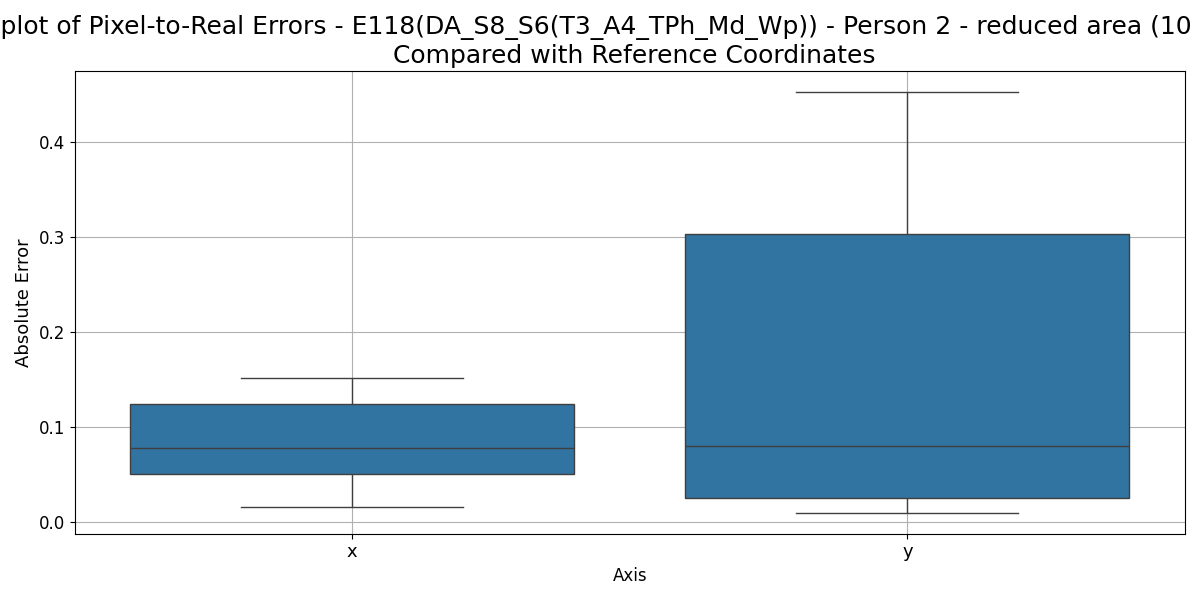 plot of Pixel-to-Real Errors - E118(DA_S8_S6(T3_A4_TPh_Md_Wp)) - Person 2 - reduced area (10
Compared with Reference Coordinates
0.4
0.3
0.2
0.1
0.0
Absolute Error
x
y
Axis